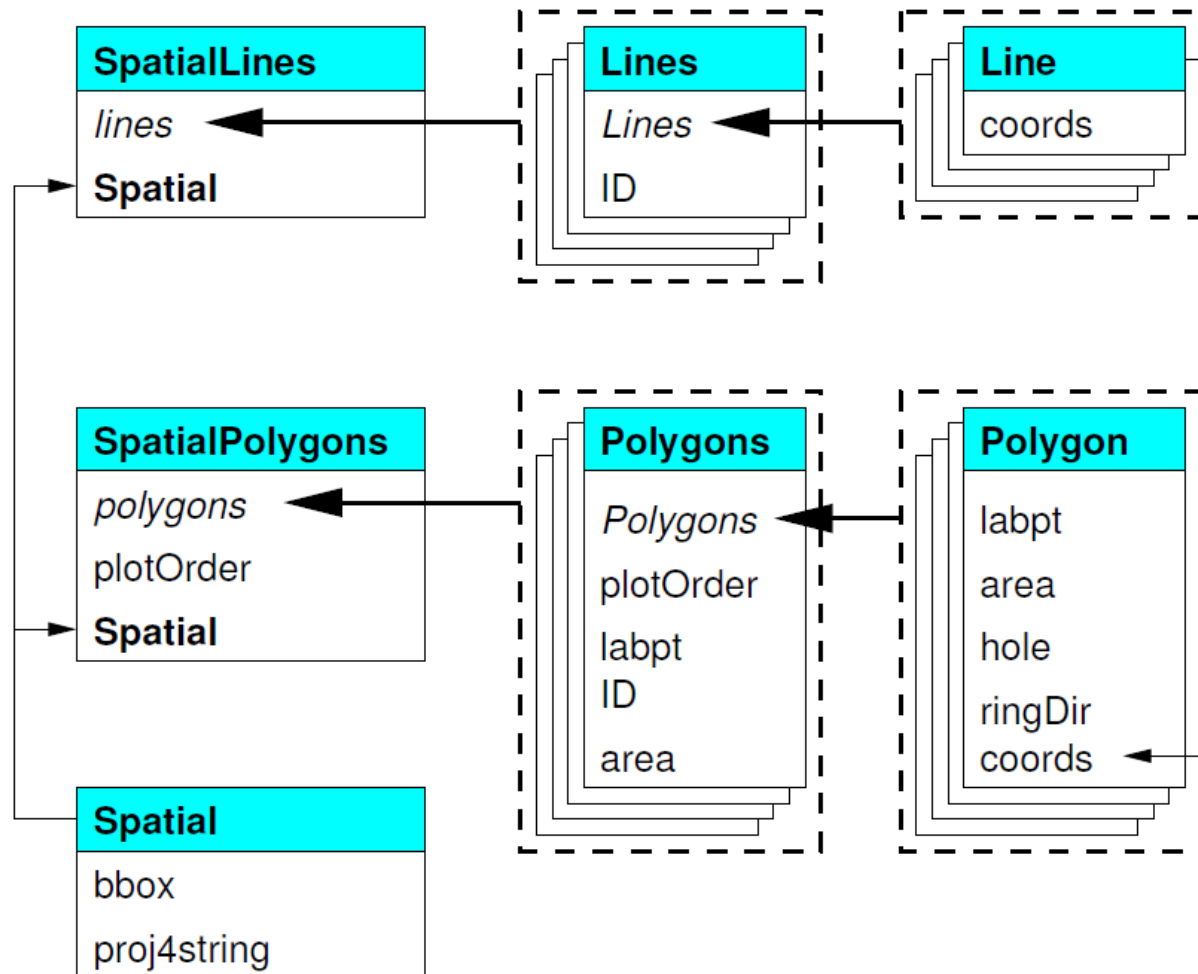 SpatialLines
lines
Spatial
Lines
Lines
ID
Line
coords
SpatialPolygons
polygons
plotOrder
Spatial
Polygons
Polygons
plotOrder
labpt
ID
area
Polygon
labpt
area
hole
ringDir
coords
Spatial
bbox
proj4string